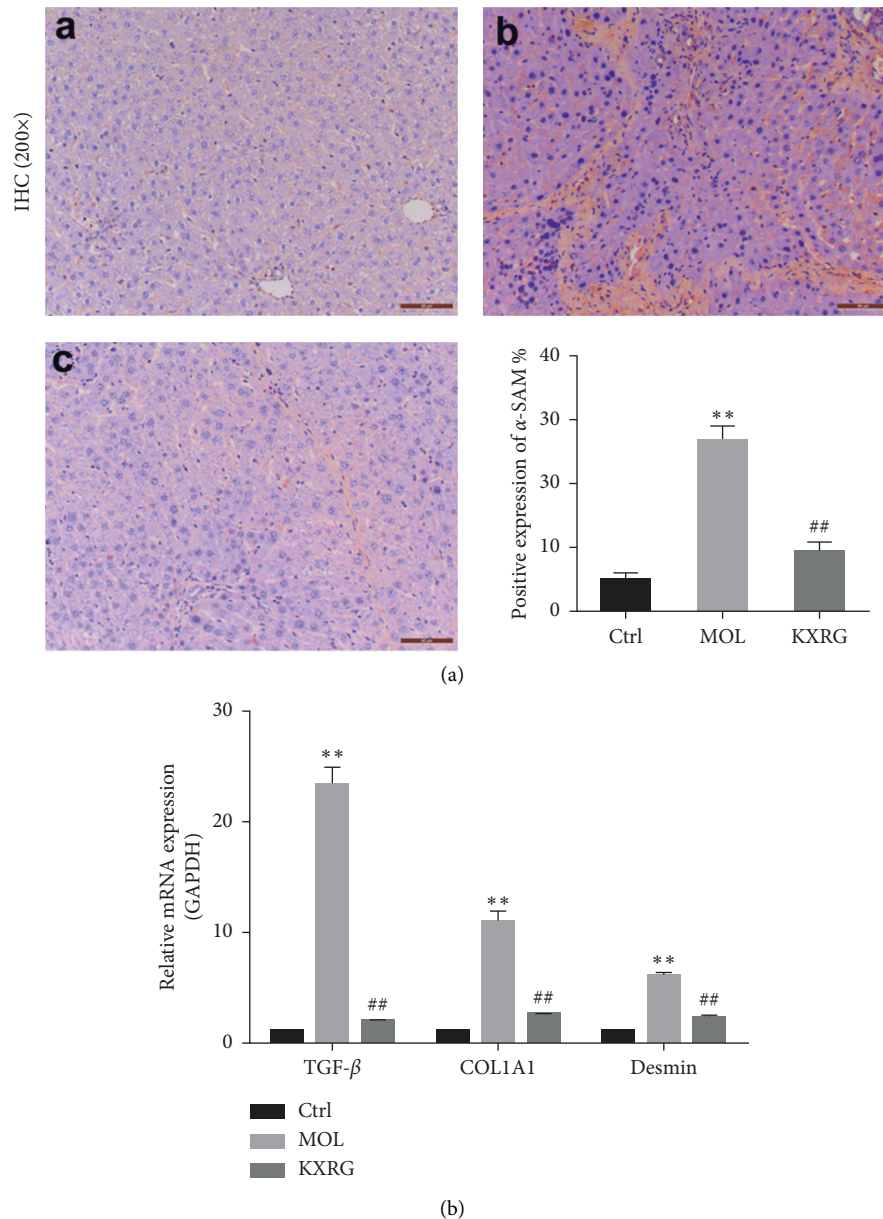 a
b
IHC (200×)
c
Positive expression of α-SAM %
40
30
30
10
0
**
##
Ctrl
MOL
KXRG
(a)
Relative mRNA expression
(GAPDH)
30
20
10
0
**
##
**
##
**
##
TGF-β
COL1A1
Desmin
Ctrl
MOL
KXRG
(b)